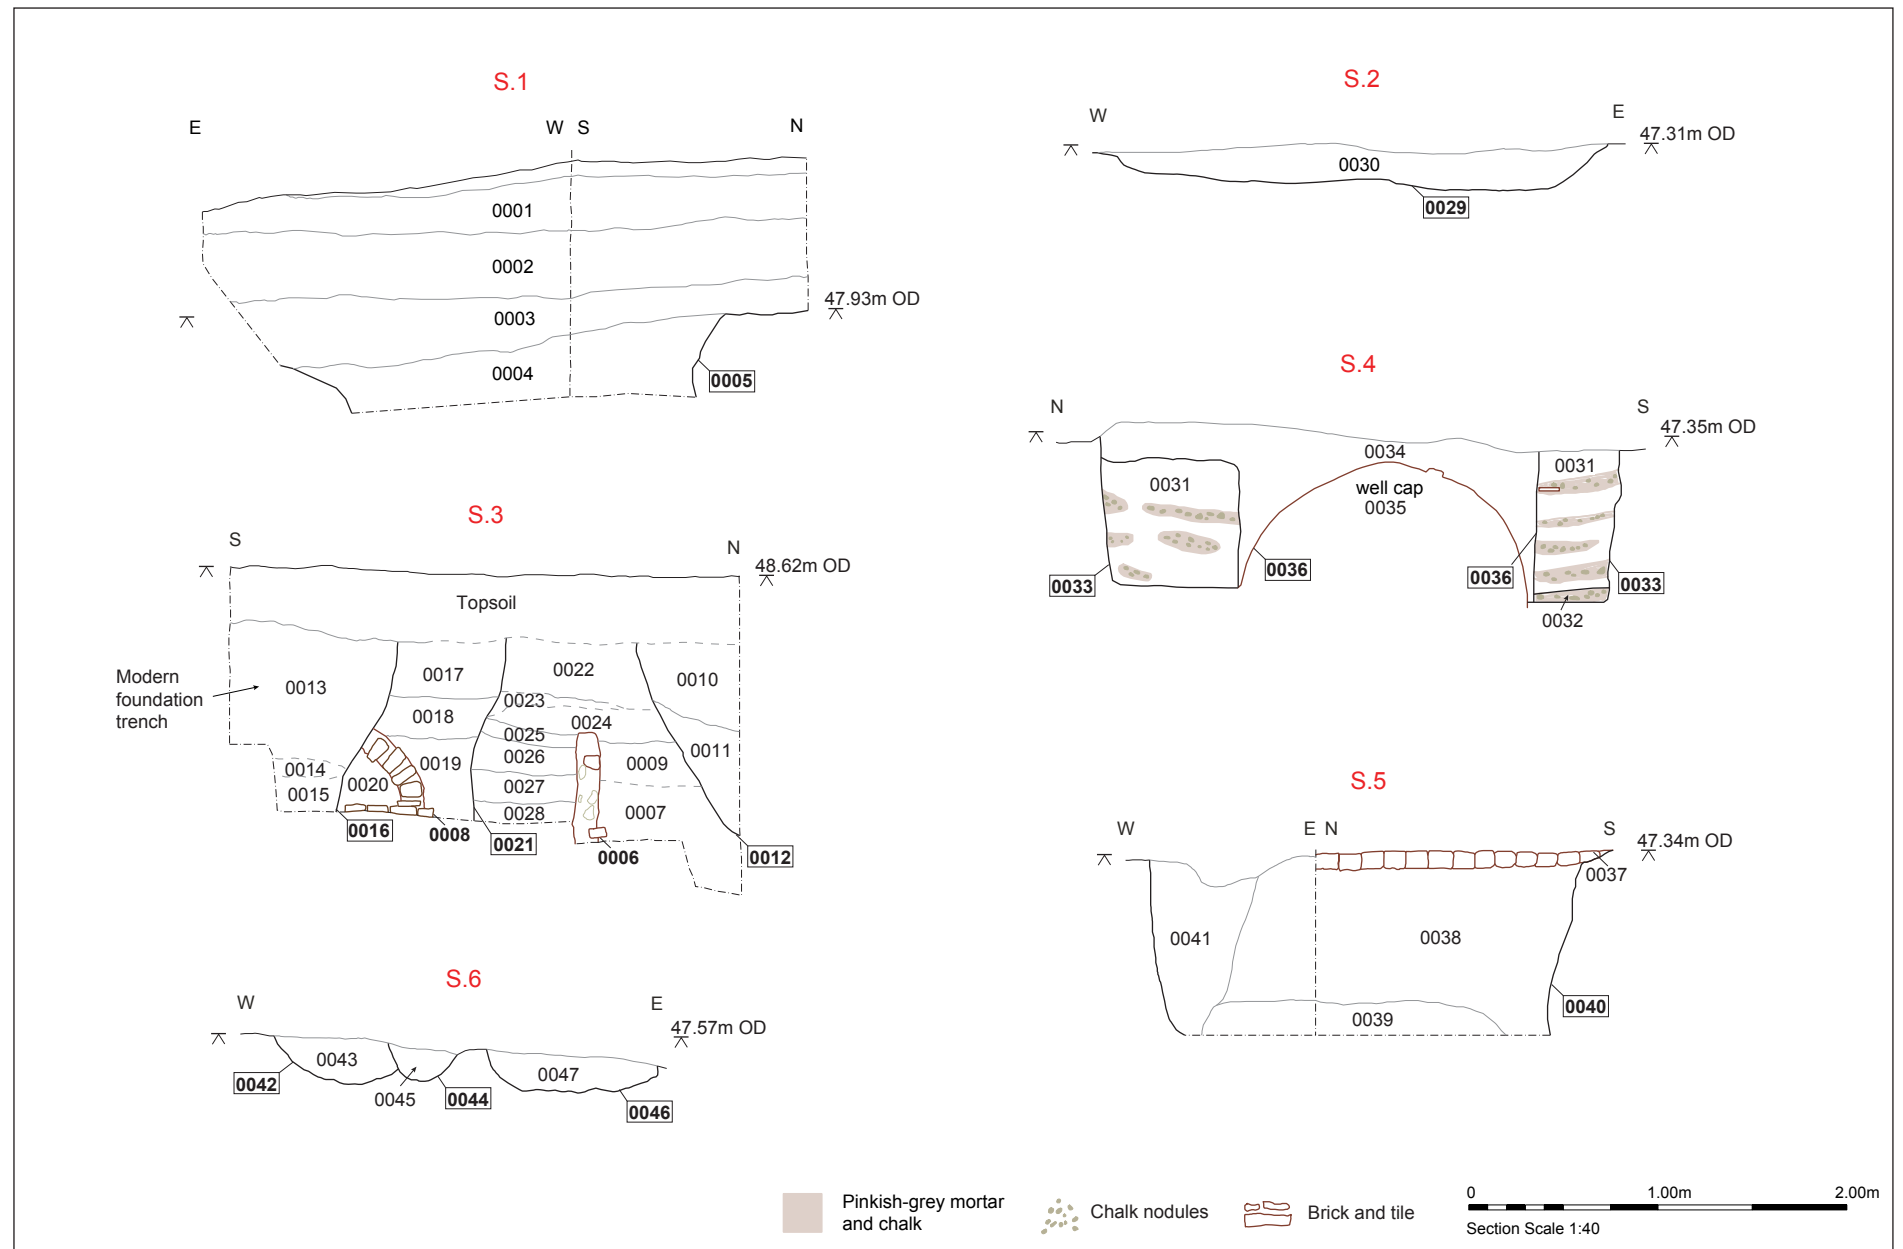 S.1
E
W S
N
0001
0002
0003
0004
47.93m OD
0005
S.2
W
E
47.31m OD
0030
0029
S.3
S
N
48.62m OD
Topsoil
Modern
foundation
trench
0013
0017
0022
0010
0023
0018
0024
0025
0011
0026
0009
0019
0014
0020
0027
0015
0028
0007
0016
0008
0021
0006
0012
S.4
N
S
47.35m OD
0034
0031
0031
well cap
0035
0033
0036
0036
0033
0032
S.5
W
E N
S
47.34m OD
0037
0041
0038
0040
0039
S.6
W
E
47.57m OD
0043
0047
0042
0045
0044
0046
Pinkish-grey mortar
and chalk
Chalk nodules
Brick and tile
0
1.00m
2.00m
Section Scale 1:40